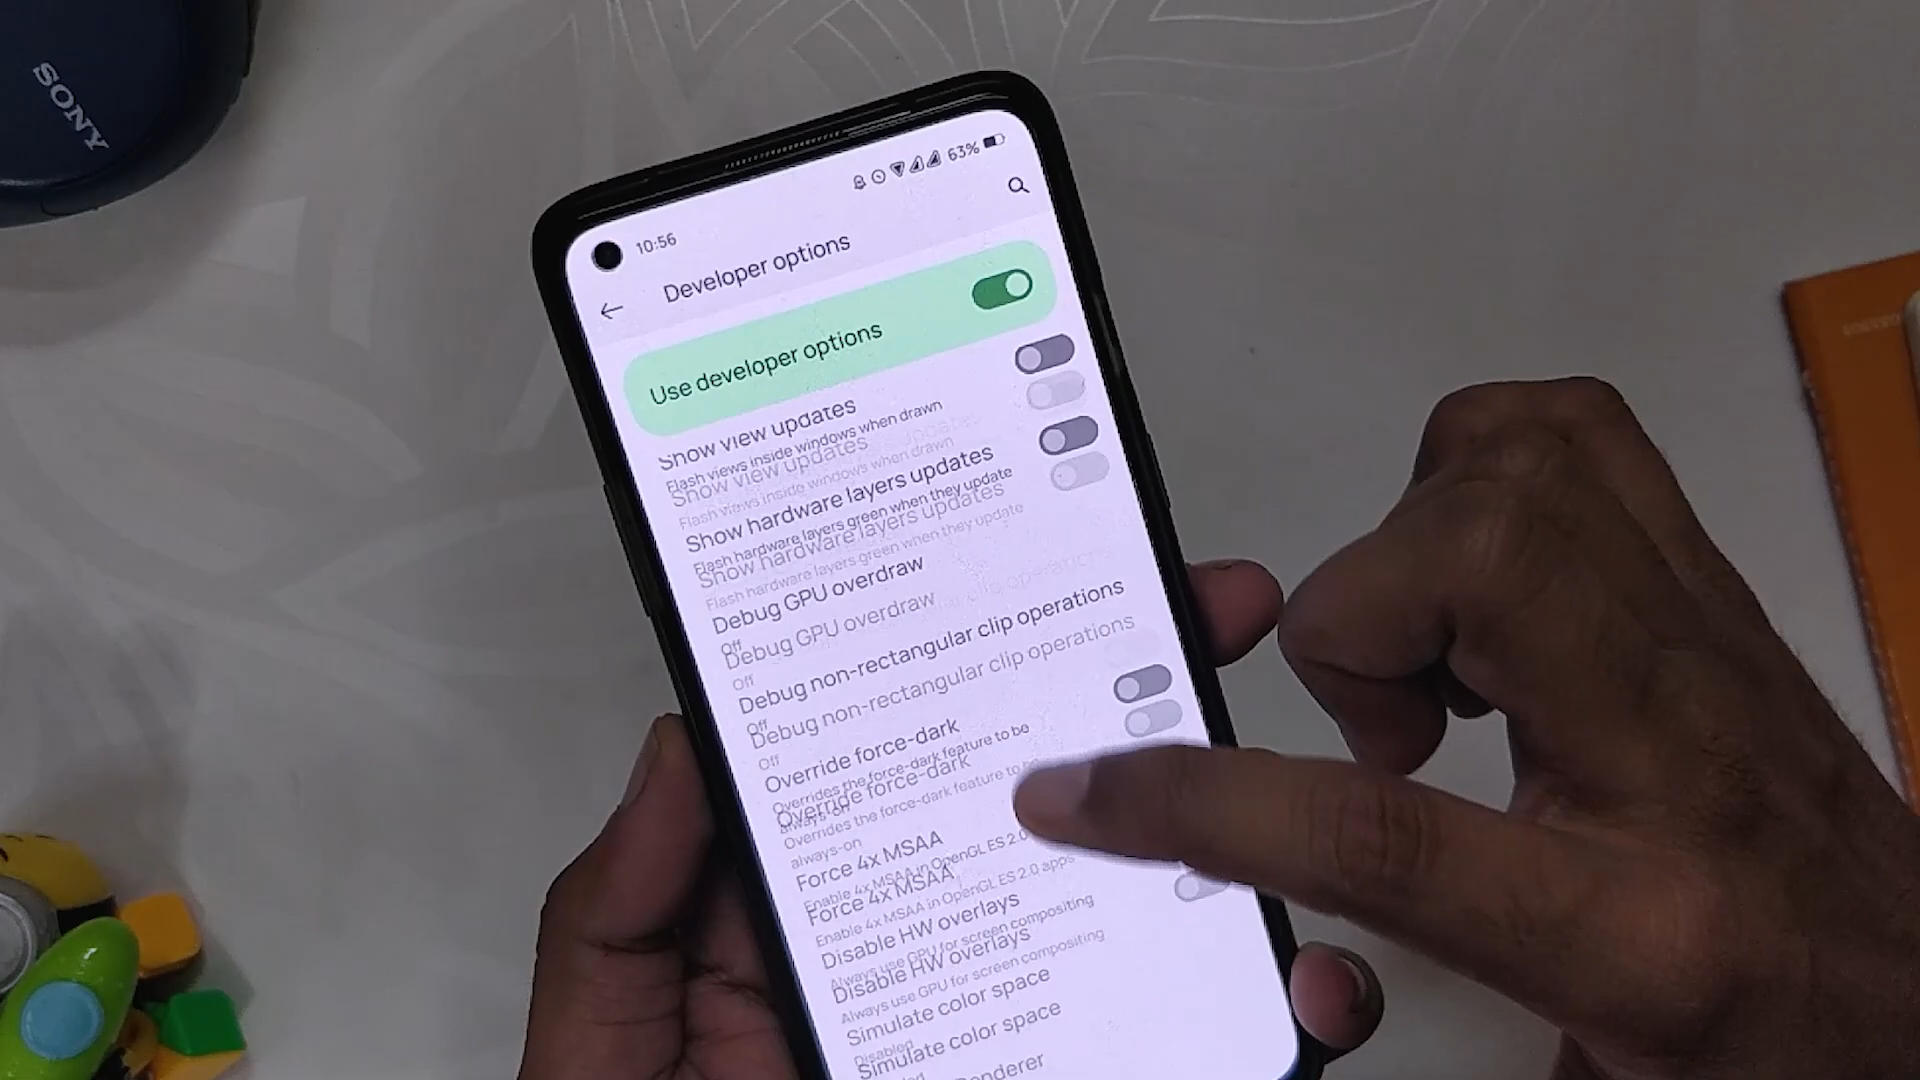 SONY
10:56
63%
Developer options
Use developer options
Show view updates
Flash views inside windows when drawn
Show view updates
Flash views inside windows when drawn
Show hardware layers updates
Flash hardware layers green when they update
Show hardware layers updates
Flash hardware layers green when they update
Debug GPU overdraw
Off
Debug GPU overdraw
Off
Debug non-rectangular clip operations
Off
Debug non-rectangular clip operations
Off
Override force-dark
Overrides the force-dark feature to be
always-on
Override force-dark
Overrides the force-dark feature to be
always-on
Force 4x MSAA
Enable 4x MSAA in OpenGL ES 2.0
Force 4x MSAA
Enable 4x MSAA in OpenGL ES 2.0 apps
Disable HW overlays
Always use GPU for screen compositing
Disable HW overlays
Always use GPU for screen compositing
Simulate color space
Disabled
Simulate color space